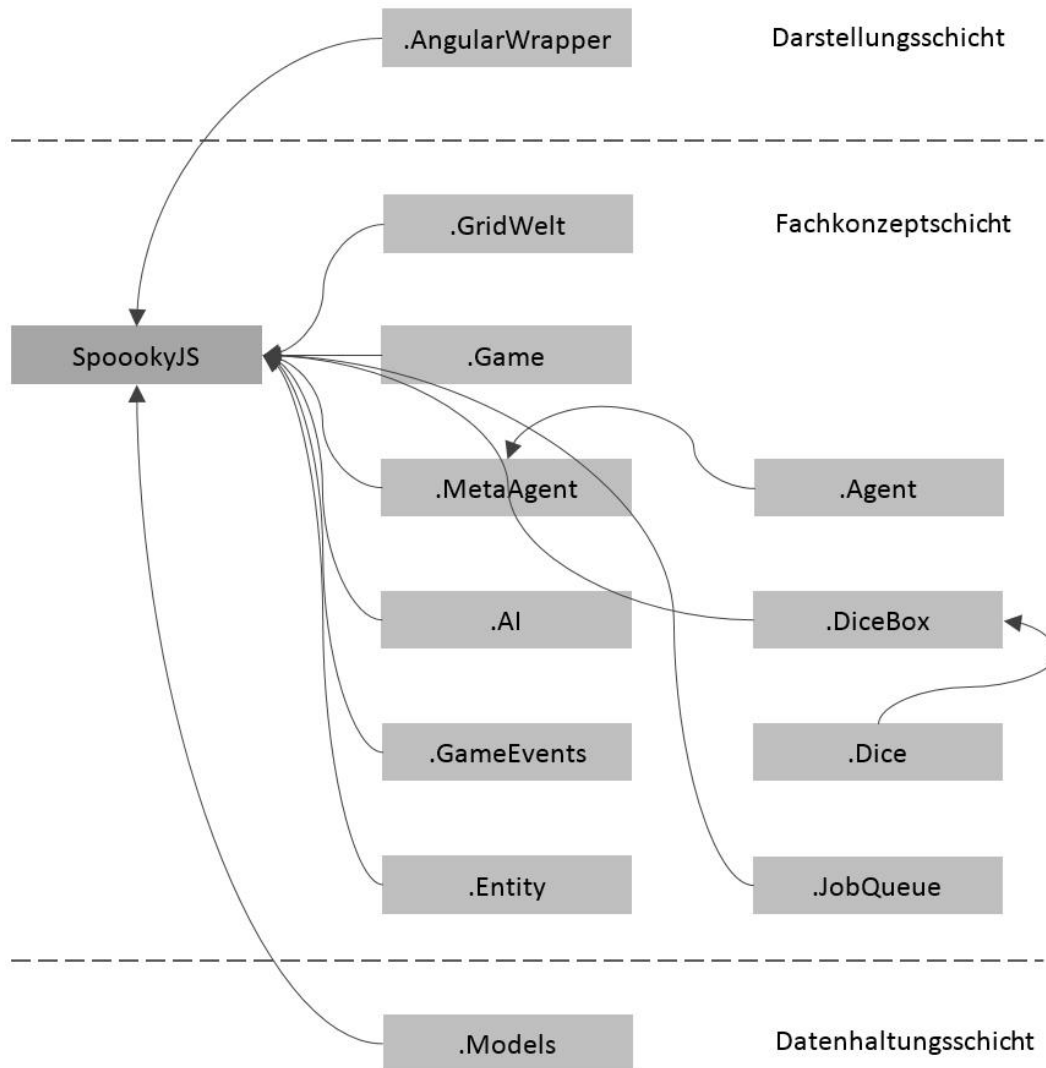 .AngularWrapper
Darstellungsschicht
.GridWelt
Fachkonzeptschicht
SpoookyJS
.Game
.MetaAgent
.Agent
.AI
.DiceBox
.GameEvents
.Dice
.Entity
.JobQueue
.Models
Datenhaltungsschicht